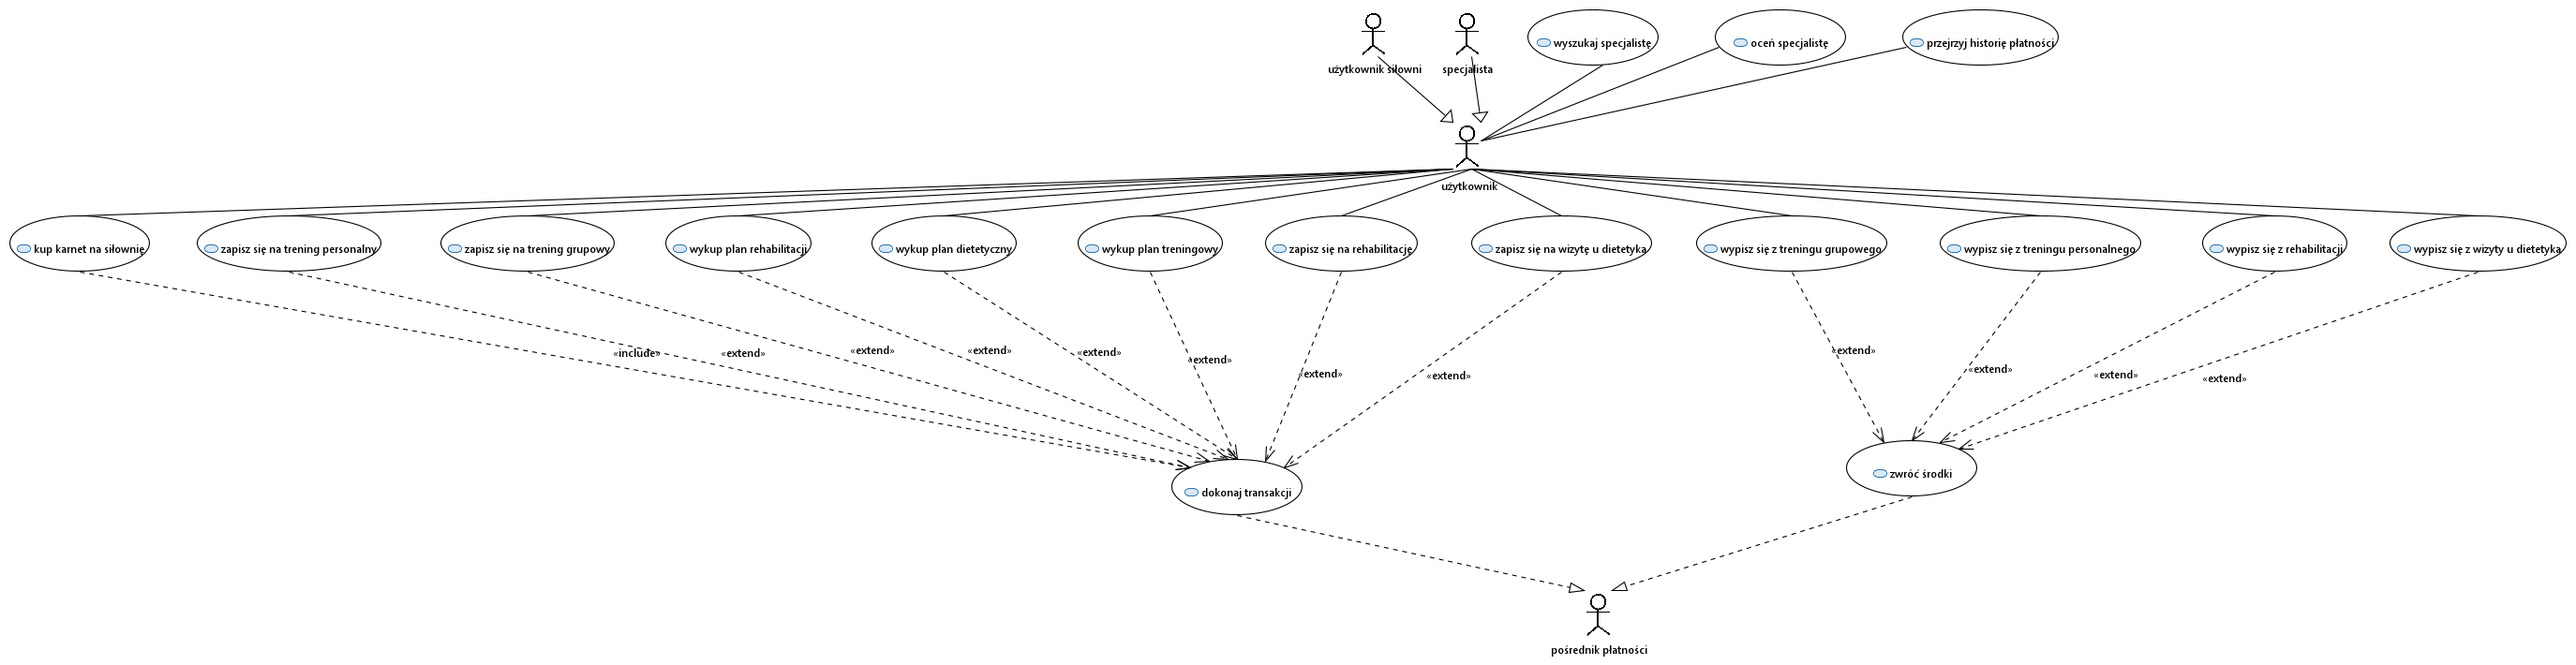 użytkownik siłowni
specjalista
wyszukaj specjalistę
oceń specjalistę
przejrzyj historię płatności
użytkownik
kup karnet na siłownię
zapisz się na trening personalny
zapisz się na trening grupowy
wykup plan rehabilitacji
wykup plan dietetyczny
wykup plan treningowy
zapisz się na rehabilitację
zapisz się na wizytę u dietetyka
wypisz się z treningu grupowego
wypisz się z treningu personalnego
wypisz się z rehabilitacji
wypisz się z wizyty u dietetyka
«include»
«extend»
«extend»
«extend»
«extend»
«extend»
«extend»
«extend»
«extend»
«extend»
«extend»
«extend»
dokonaj transakcji
zwróć środki
pośrednik płatności